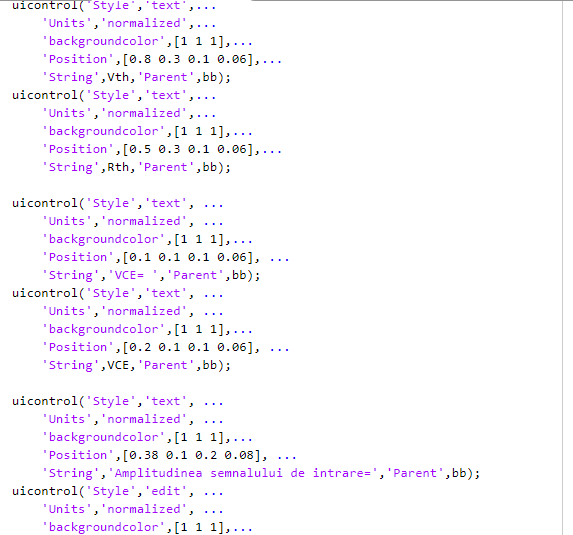 uicontrol('Style','text',...
    'Units','normalized',...
    'backgroundcolor',[1 1 1],...
    'Position',[0.8 0.3 0.1 0.06],...
    'String',Vth,'Parent',bb);
uicontrol('Style','text',...
    'Units','normalized',...
    'backgroundcolor',[1 1 1],...
    'Position',[0.5 0.3 0.1 0.06],...
    'String',Rth,'Parent',bb);
uicontrol('Style','text', ...
    'Units','normalized', ...
    'backgroundcolor',[1 1 1],...
    'Position',[0.1 0.1 0.1 0.06], ...
    'String','VCE= ','Parent',bb);
uicontrol('Style','text', ...
    'Units','normalized', ...
    'backgroundcolor',[1 1 1],...
    'Position',[0.2 0.1 0.1 0.06], ...
    'String',VCE,'Parent',bb);
uicontrol('Style','text', ...
    'Units','normalized', ...
    'backgroundcolor',[1 1 1],...
    'Position',[0.38 0.1 0.2 0.08], ...
    'String','Amplitudinea semnalului de intrare=','Parent',bb);
uicontrol('Style','edit', ...
    'Units','normalized', ...
    'backgroundcolor',[1 1 1],...